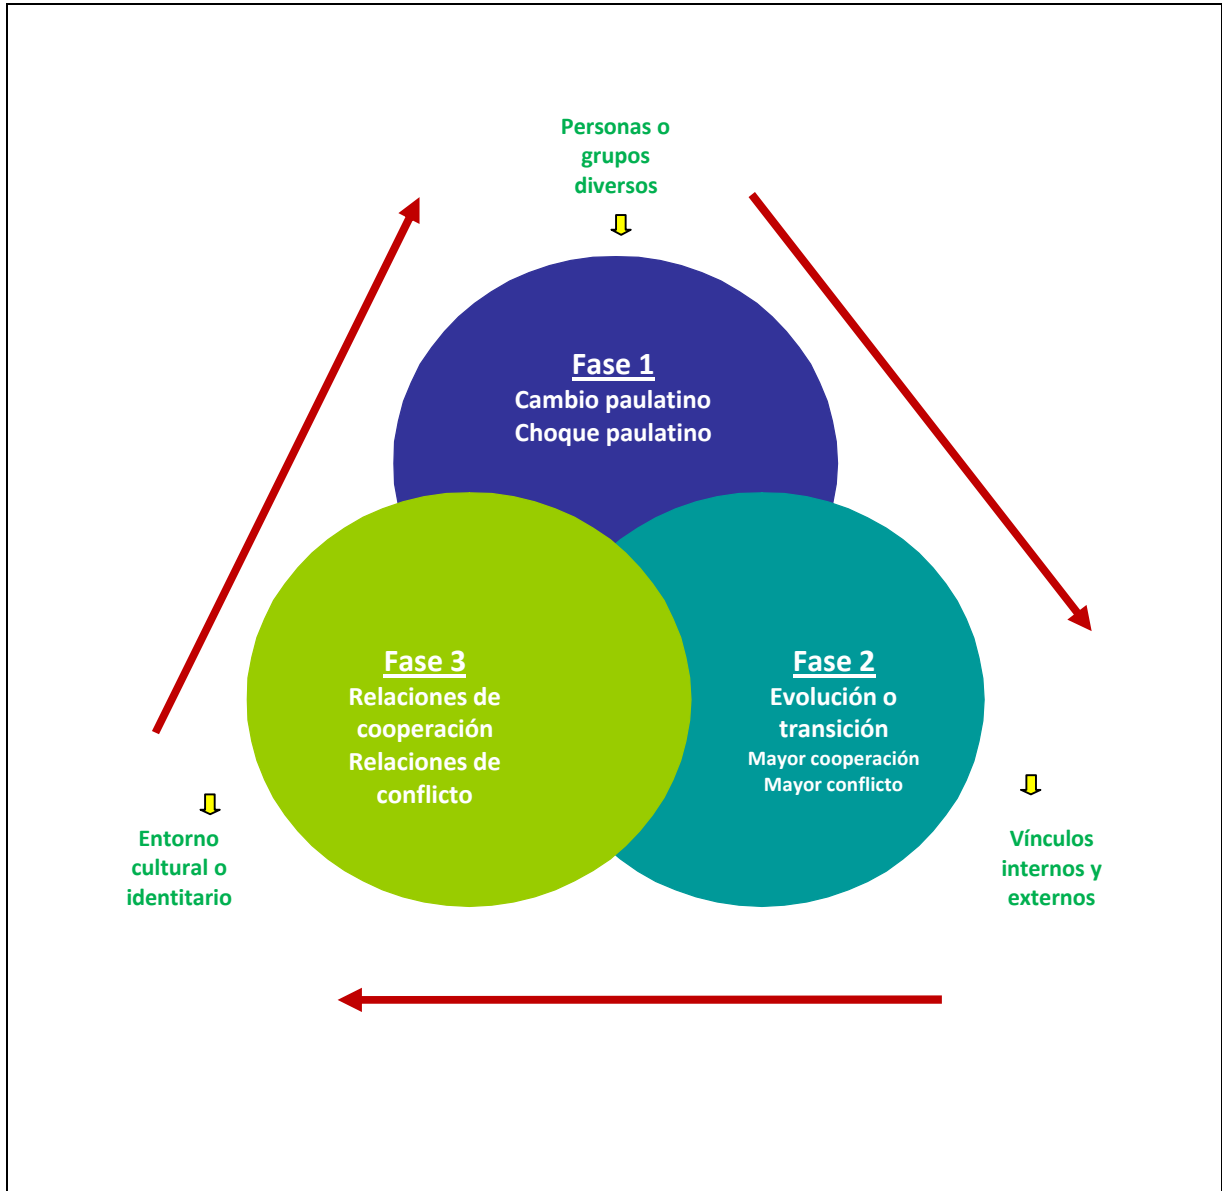 Personas o
grupos
diversos
Fase 1
Cambio paulatino
Choque paulatino
Fase 3
Relaciones de
cooperación
Relaciones de
conflicto
Fase 2
Evolución o
transición
Mayor cooperación
Mayor conflicto
Entorno
cultural o
identitario
Vínculos
internos y
externos